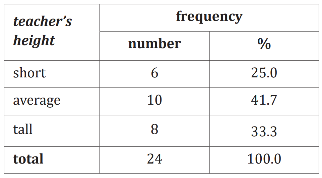 teacher's height frequency
number %
short 6 25.0
average 10 41.7
tall 8 33.3
total 24 100.0